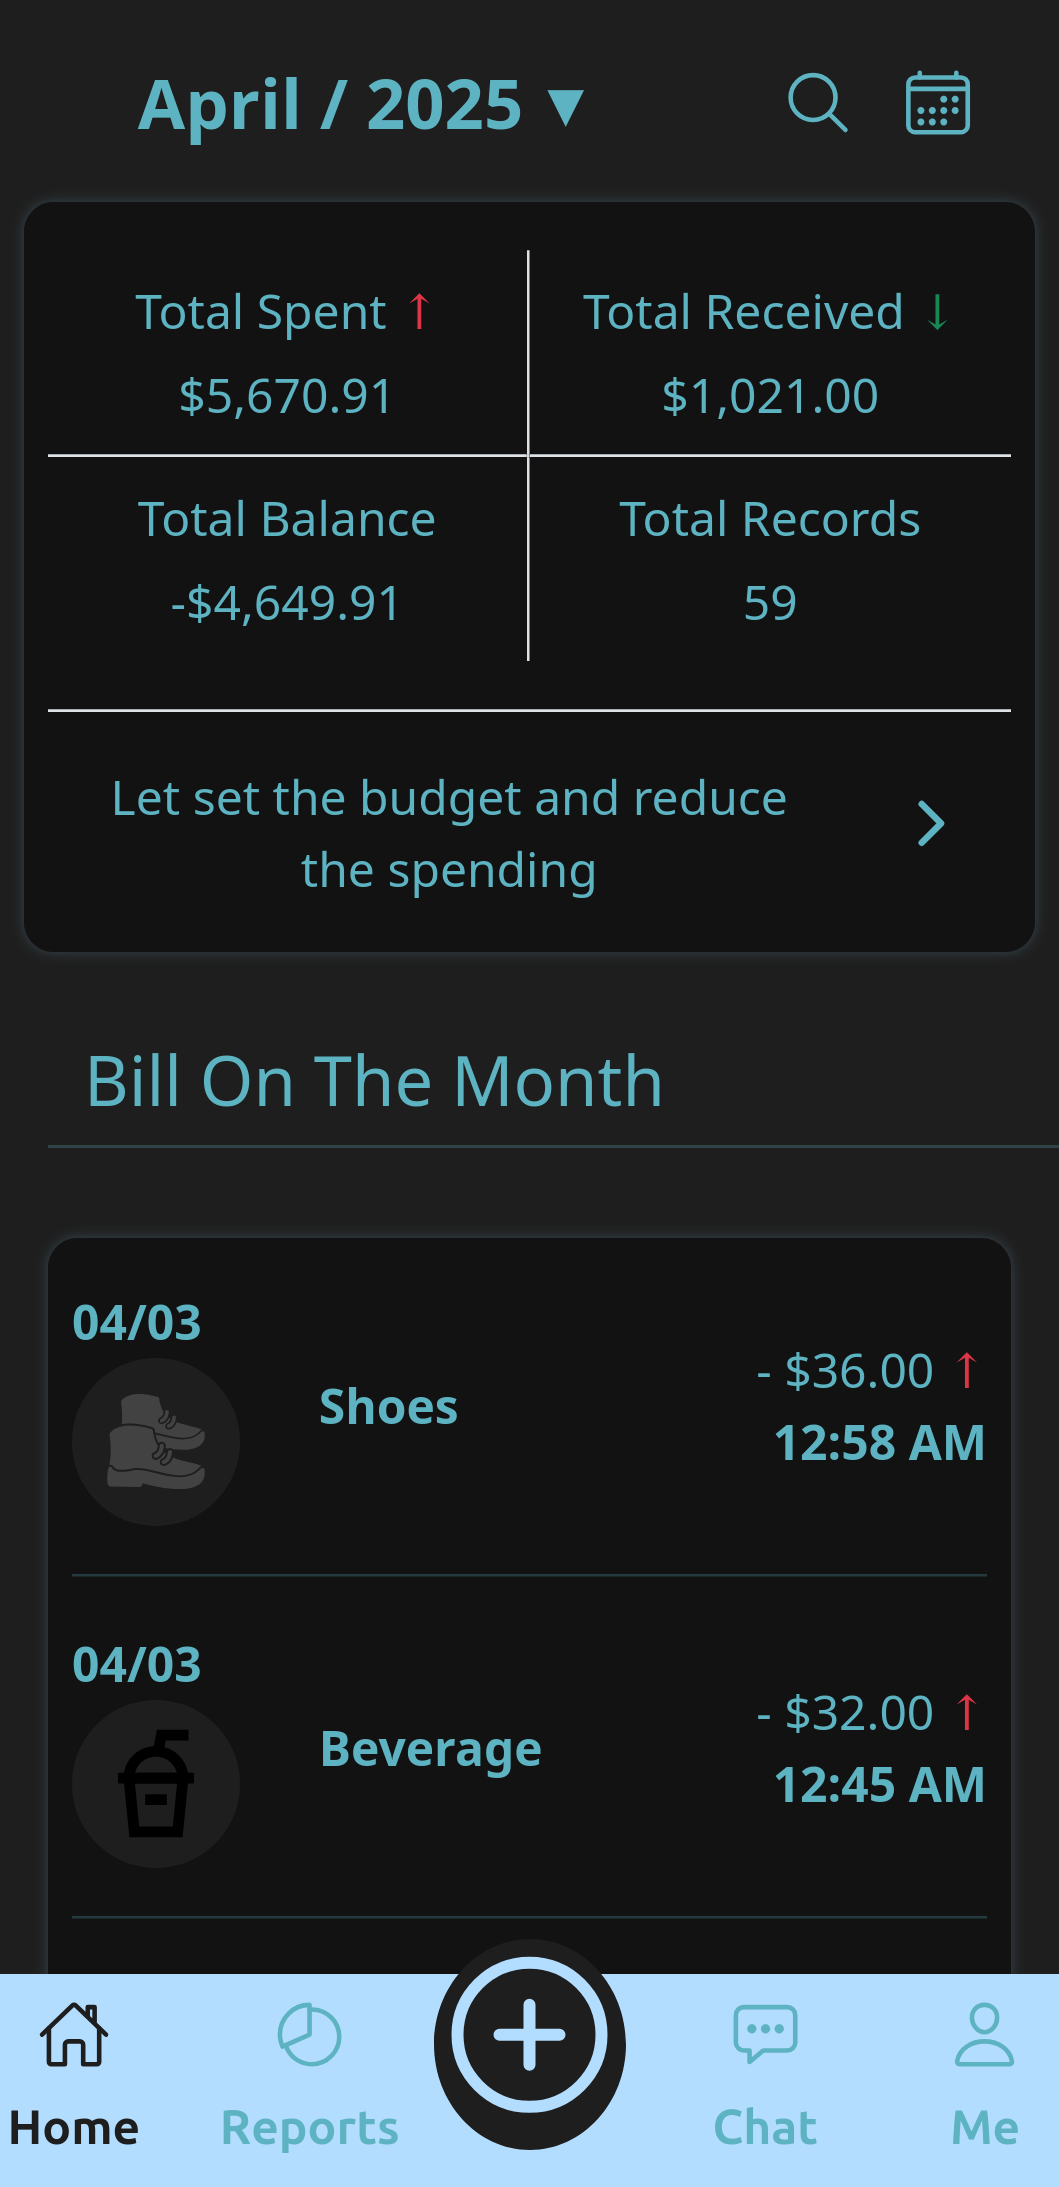 April / 2025 ▼
Total Spent ↑
$5,670.91
Total Received ↓
$1,021.00
Total Balance
-$4,649.91
Total Records
59
Let set the budget and reduce
the spending
Bill On The Month
04/03
Shoes
- $36.00 ↑
12:58 AM
04/03
Beverage
- $32.00 ↑
12:45 AM
Home
Reports
Chat
Me